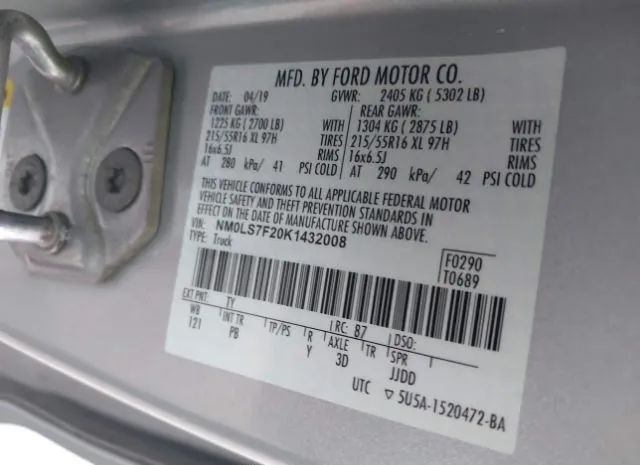 MFD. BY FORD MOTOR CO.
DATE: 04/19 GVWR: 2405 KG ( 5302 LB)
FRONT GAWR: REAR GAWR:
1225 KG ( 2700 LB) WITH 1304 KG ( 2875 LB) WITH
215/55R16 XL 97H TIRES 215/55R16 XL 97H TIRES
16x6.5J RIMS 16x6.5J RIMS
AT 280 kPa/ 41 PSI COLD AT 290 kPa/ 42 PSI COLD
THIS VEHICLE CONFORMS TO ALL APPLICABLE FEDERAL MOTOR
VEHICLE SAFETY AND THEFT PREVENTION STANDARDS IN
EFFECT ON THE DATE OF MANUFACTURE SHOWN ABOVE.
VIN: NM0LS7F20K1432008
TYPE: Truck
F0290
T0689
EXT PNT: TY RC: 87 DSO:
WB INT TR TP/PS R AXLE TR SPR
121 PB Y 3D JJDD
UTC ▽ 5U5A-1520472-BA